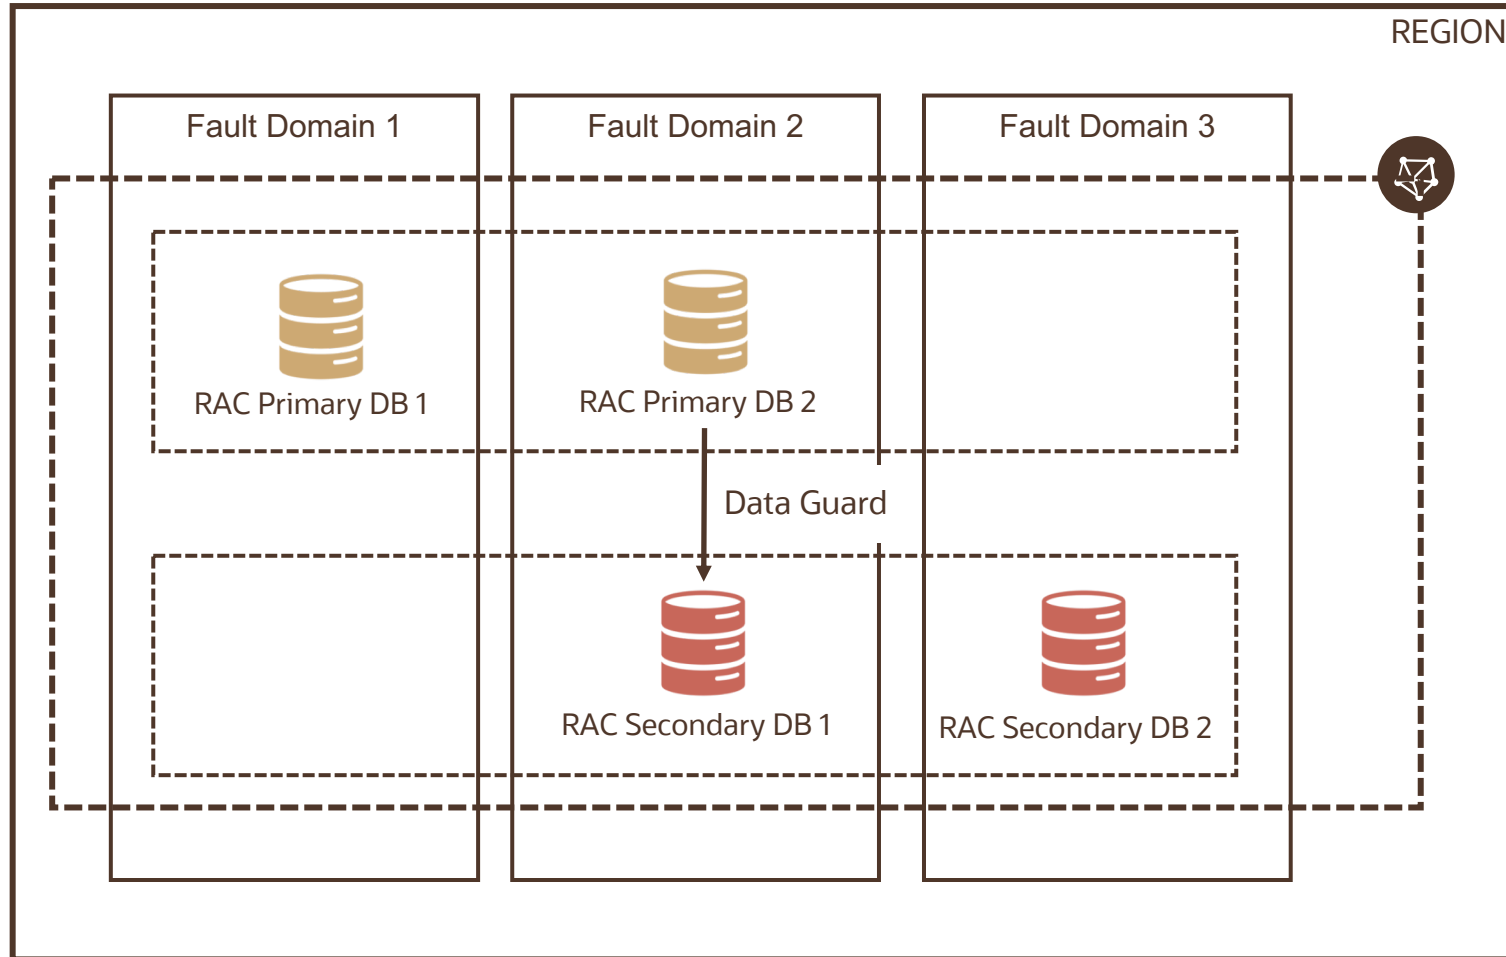 REGION
Fault Domain 1
Fault Domain 2
Fault Domain 3
RAC Primary DB 1
RAC Primary DB 2
Data Guard
RAC Secondary DB 1
RAC Secondary DB 2